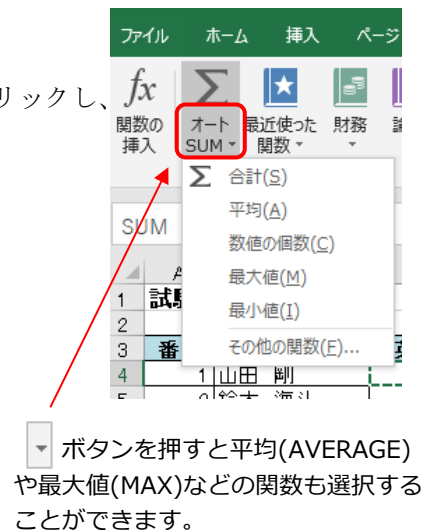 ファイル ホーム 挿入 ページ
リックし、
fx
関数の 挿入
オート SUM
最近使った 関数
財務
Σ 合計(S)
平均(A)
数値の個数(C)
最大値(M)
最小値(I)
その他の関数(F)...
SUM
A
1 試
2
3 番
4 1 山田 剛
ボタンを押すと平均(AVERAGE)
や最大値(MAX)などの関数も選択する
ことができます。